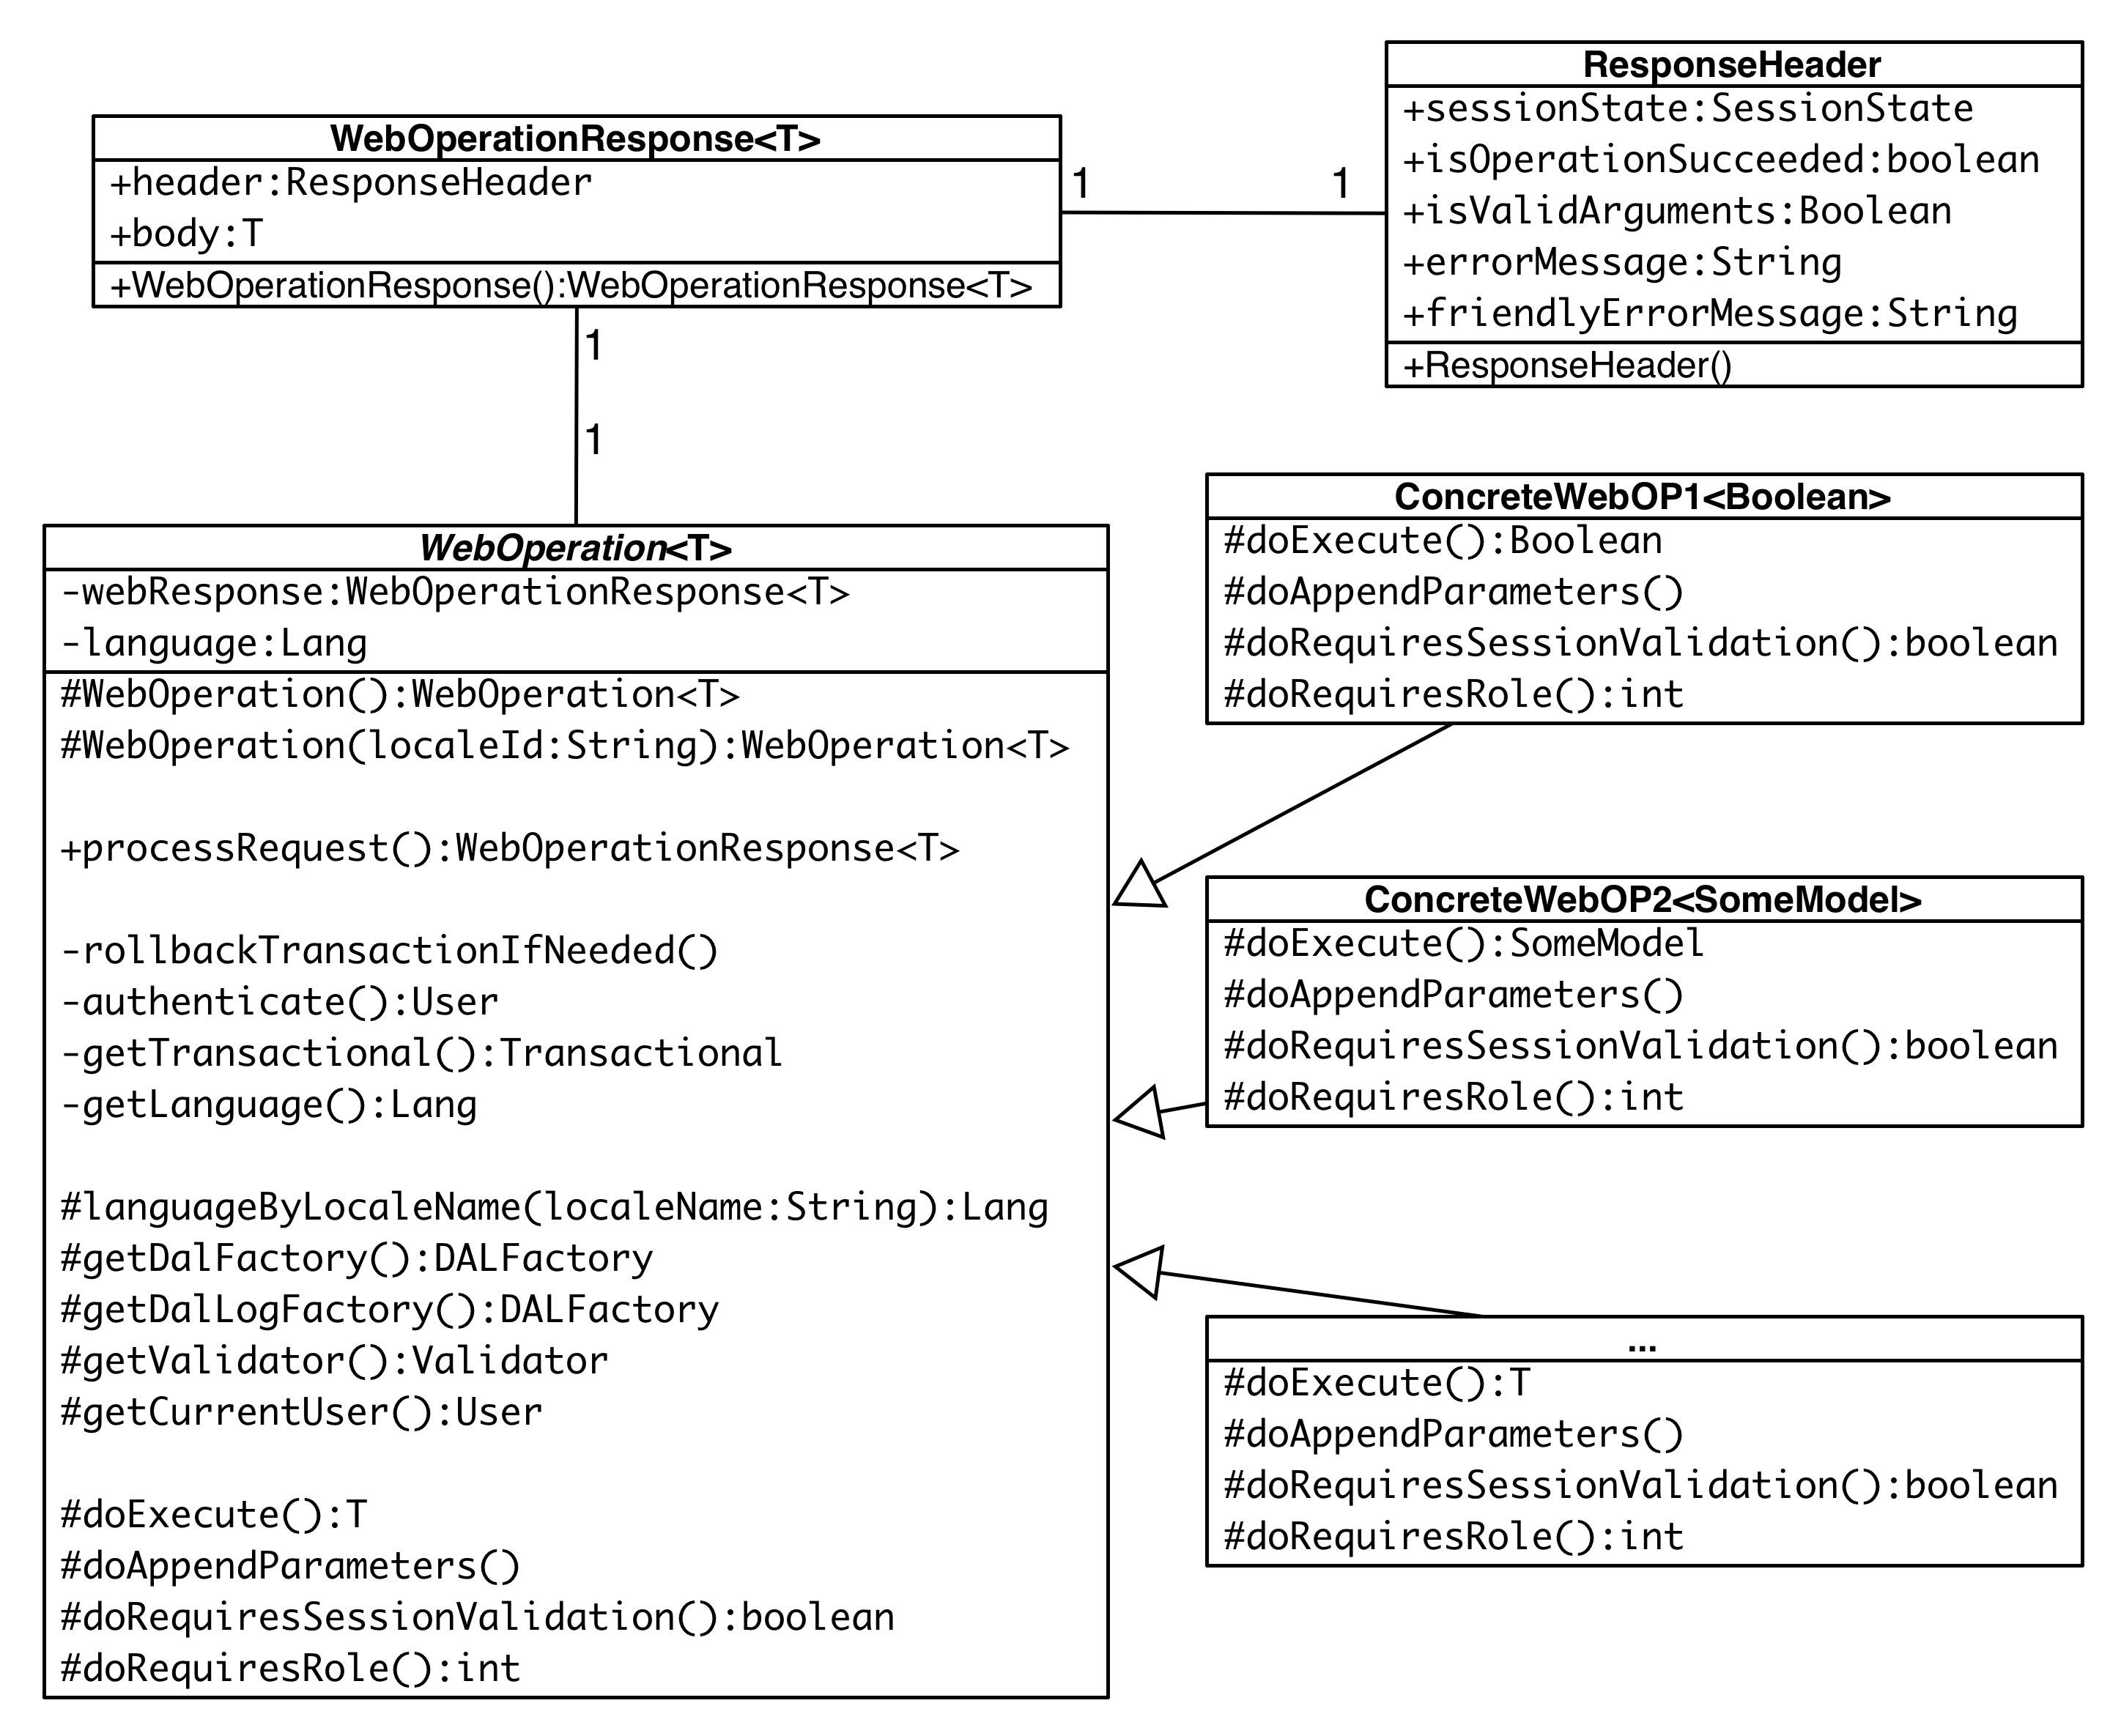 WebOperationResponse<T>
+header:ResponseHeader
+body:T
+WebOperationResponse():WebOperationResponse<T>
1
1
ResponseHeader
+sessionState:SessionState
+isOperationSucceeded:boolean
+isValidArguments:Boolean
+errorMessage:String
+friendlyErrorMessage:String
+ResponseHeader()
1
1
WebOperation<T>
-webResponse:WebOperationResponse<T>
-language:Lang
#WebOperation():WebOperation<T>
#WebOperation(localeId:String):WebOperation<T>
+processRequest():WebOperationResponse<T>
-rollbackTransactionIfNeeded()
-authenticate():User
-getTransactional():Transactional
-getLanguage():Lang
#languageByLocaleName(localeName:String):Lang
#getDalFactory():DALFactory
#getDalLogFactory():DALFactory
#getValidator():Validator
#getCurrentUser():User
#doExecute():T
#doAppendParameters()
#doRequiresSessionValidation():boolean
#doRequiresRole():int
ConcreteWebOP1<Boolean>
#doExecute():Boolean
#doAppendParameters()
#doRequiresSessionValidation():boolean
#doRequiresRole():int
ConcreteWebOP2<SomeModel>
#doExecute():SomeModel
#doAppendParameters()
#doRequiresSessionValidation():boolean
#doRequiresRole():int
...
#doExecute():T
#doAppendParameters()
#doRequiresSessionValidation():boolean
#doRequiresRole():int